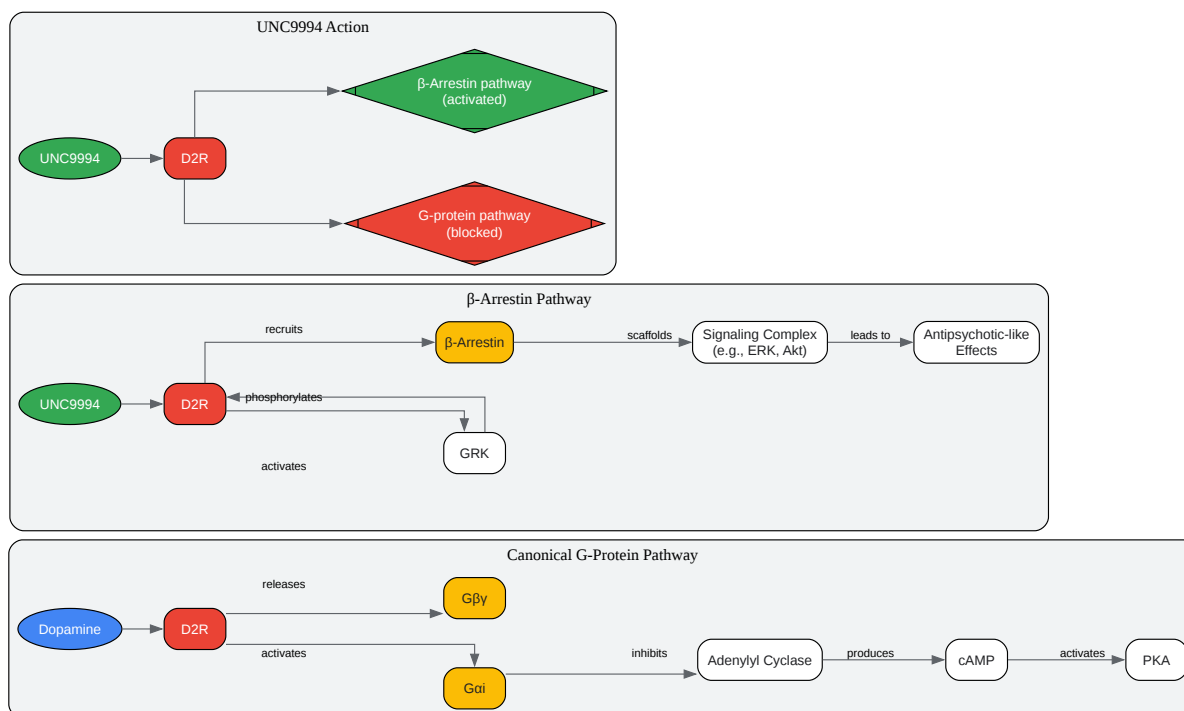 UNC9994 Action
β-Arrestin pathway
(activated)
UNC9994
D2R
G-protein pathway
(blocked)
β-Arrestin Pathway
recruits
β-Arrestin
scaffolds
Signaling Complex
(e.g., ERK, Akt)
leads to
Antipsychotic-like
Effects
UNC9994
D2R
phosphorylates
GRK
activates
Canonical G-Protein Pathway
releases
Gβγ
Dopamine
D2R
activates
Gαi
inhibits
Adenylyl Cyclase
produces
cAMP
activates
PKA